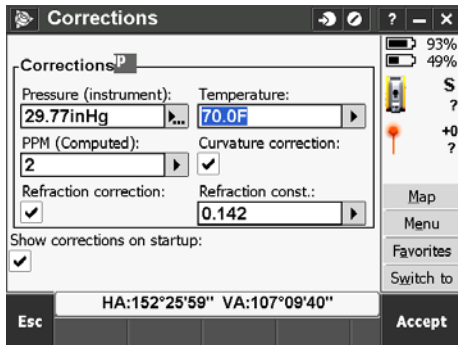 Corrections
? – ×
93%
49%
Corrections P
Pressure (instrument): Temperature:
29.77inHg 70.0F
S
?
PPM (Computed): Curvature correction:
2
+0
?
Refraction correction: Refraction const.:
0.142
Map
Menu
Show corrections on startup:
Favorites
Switch to
HA:152°25'59" VA:107°09'40"
Esc
Accept